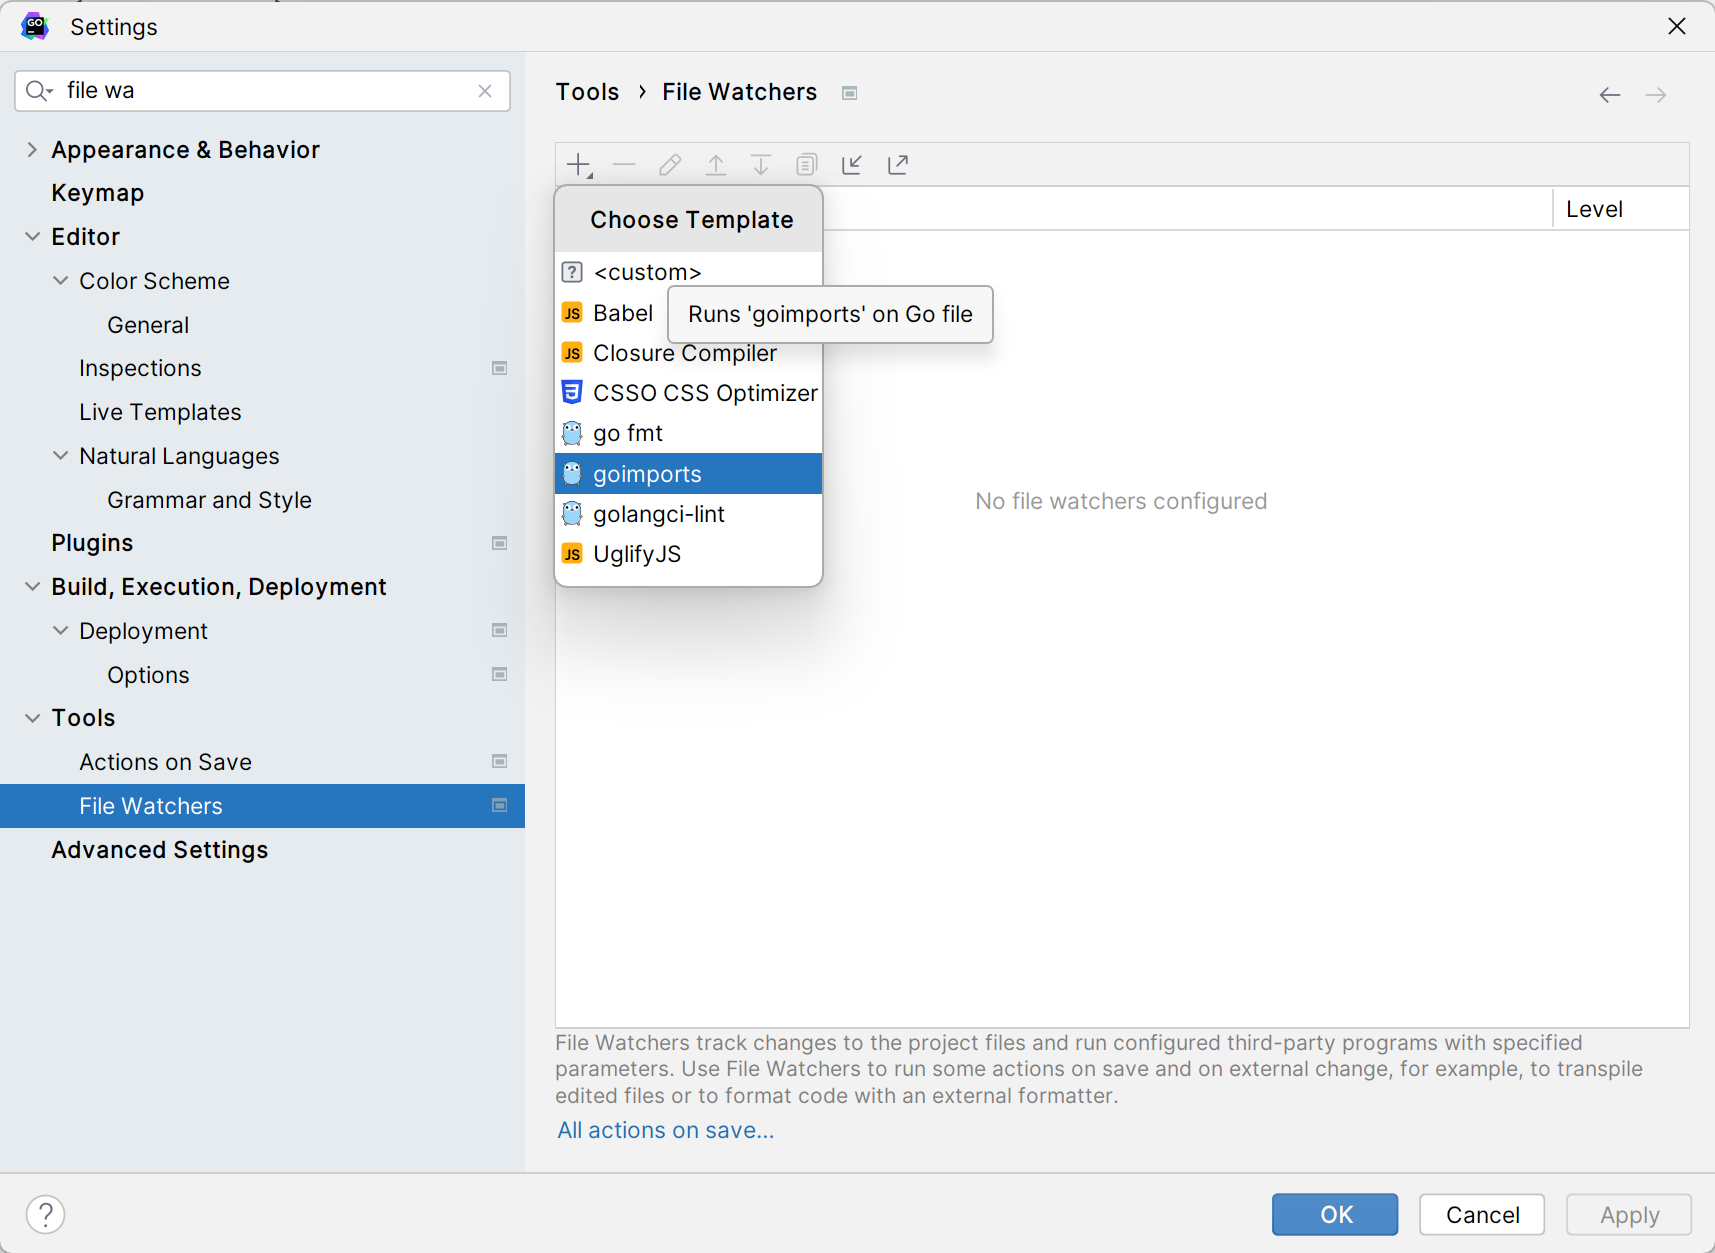 GO
Settings
file wa
Appearance & Behavior
Keymap
Editor
Color Scheme
General
Inspections
Live Templates
Natural Languages
Grammar and Style
Plugins
Build, Execution, Deployment
Deployment
Options
Tools
Actions on Save
File Watchers
Advanced Settings
Tools › File Watchers
Level
Choose Template
? <custom>
JS Babel
Runs 'goimports' on Go file
JS Closure Compiler
CSSO CSS Optimizer
go fmt
goimports
golangci-lint
JS UglifyJS
No file watchers configured
File Watchers track changes to the project files and run configured third-party programs with specified
parameters. Use File Watchers to run some actions on save and on external change, for example, to transpile
edited files or to format code with an external formatter.
All actions on save...
?
OK
Cancel
Apply